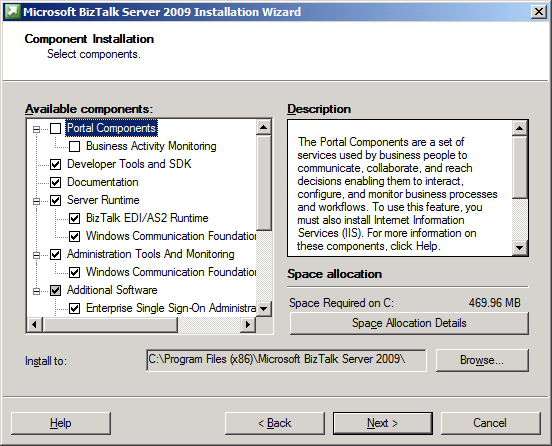 Microsoft BizTalk Server 2009 Installation Wizard
Component Installation
Select components.
Available components:
Portal Components
Business Activity Monitoring
Developer Tools and SDK
Documentation
Server Runtime
BizTalk EDI/AS2 Runtime
Windows Communication Foundation
Administration Tools And Monitoring
Windows Communication Foundation
Additional Software
Enterprise Single Sign-On Administra
Description
The Portal Components are a set of
services used by business people to
communicate, collaborate, and reach
decisions enabling them to interact,
configure, and monitor business processes
and workflows. To use this feature, you
must also install Internet Information
Services (IIS). For more information on
these components, click Help.
Space allocation
Space Required on C: 469.96 MB
Space Allocation Details
Install to: C:\Program Files (x86)\Microsoft BizTalk Server 2009\ Browse...
Help < Back Next > Cancel